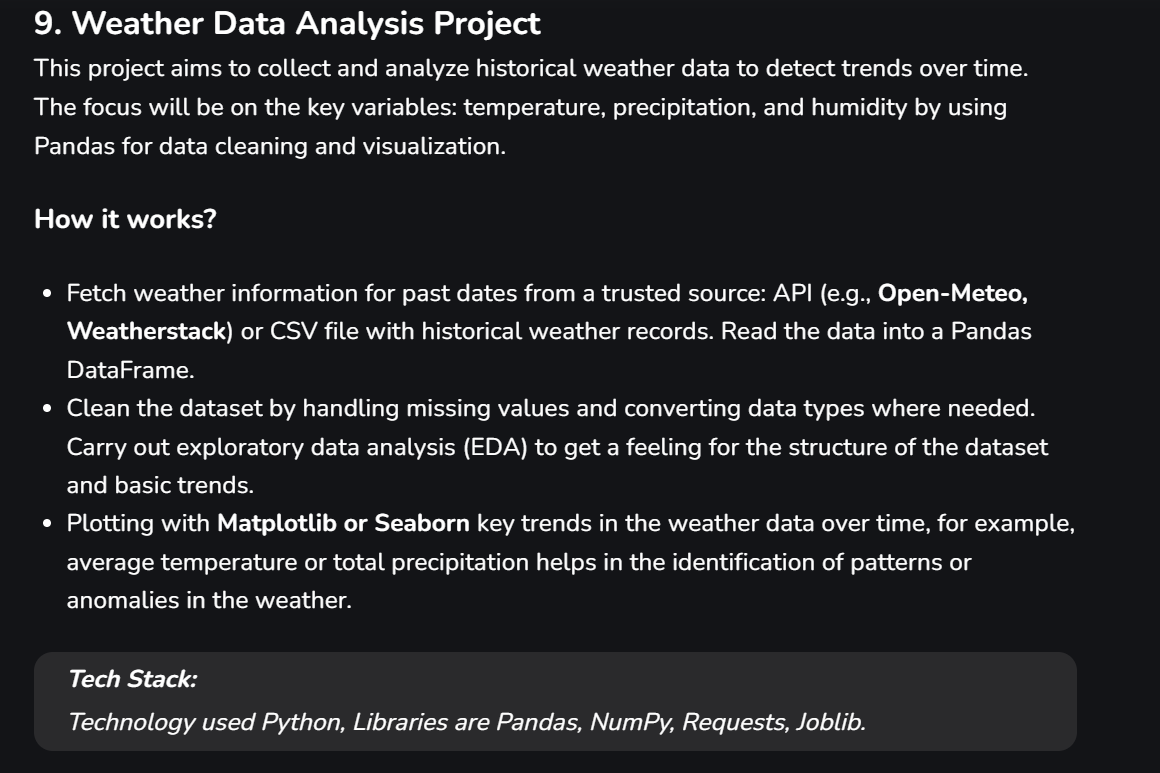 9. Weather Data Analysis Project
This project aims to collect and analyze historical weather data to detect trends over time.
The focus will be on the key variables: temperature, precipitation, and humidity by using
Pandas for data cleaning and visualization.
How it works?
• Fetch weather information for past dates from a trusted source: API (e.g., Open-Meteo,
Weatherstack) or CSV file with historical weather records. Read the data into a Pandas
DataFrame.
• Clean the dataset by handling missing values and converting data types where needed.
Carry out exploratory data analysis (EDA) to get a feeling for the structure of the dataset
and basic trends.
• Plotting with Matplotlib or Seaborn key trends in the weather data over time, for example,
average temperature or total precipitation helps in the identification of patterns or
anomalies in the weather.
Tech Stack:
Technology used Python, Libraries are Pandas, NumPy, Requests, Joblib.